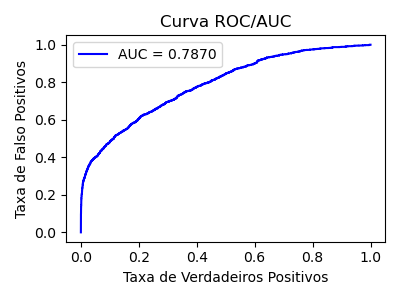 Curva ROC/AUC
AUC = 0.7870
Taxa de Falso Positivos
1.0
0.8
0.6
0.4
0.2
0.0
0.0 0.2 0.4 0.6 0.8 1.0
Taxa de Verdadeiros Positivos